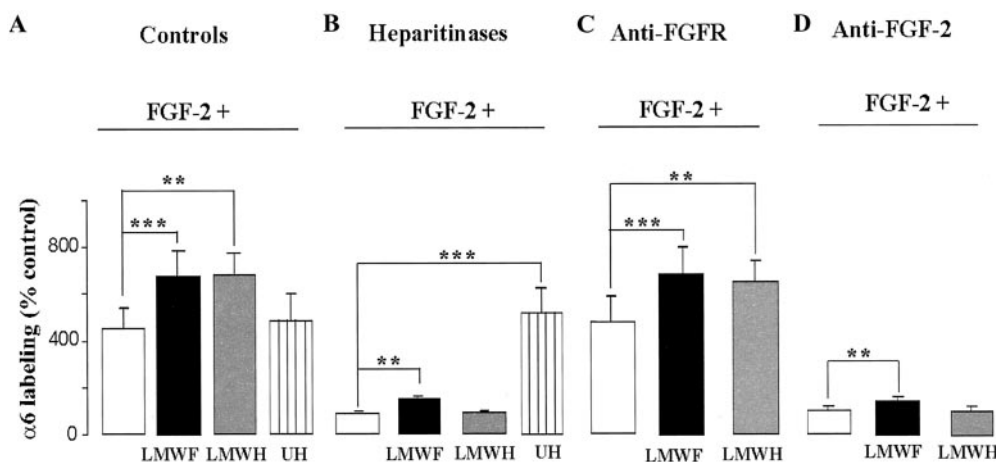 A Controls B Heparitinases C Anti-FGFR D Anti-FGF-2
FGF-2 + FGF-2 + FGF-2 + FGF-2 +
α6 labeling (% control)
800
400
0
** *** *** ** ** *** **
LMWF LMWH UH LMWF LMWH UH LMWF LMWH LMWF LMWH